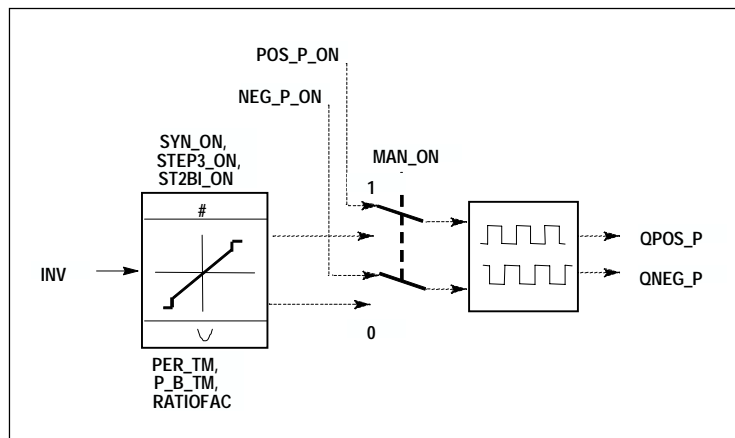 POS_P_ON
NEG_P_ON
SYN_ON,
STEP3_ON,
ST2BI_ON
MAN_ON
1
#
QPOS_P
INV
QNEG_P
0
PER_TM,
P_B_TM,
RATIOFAC